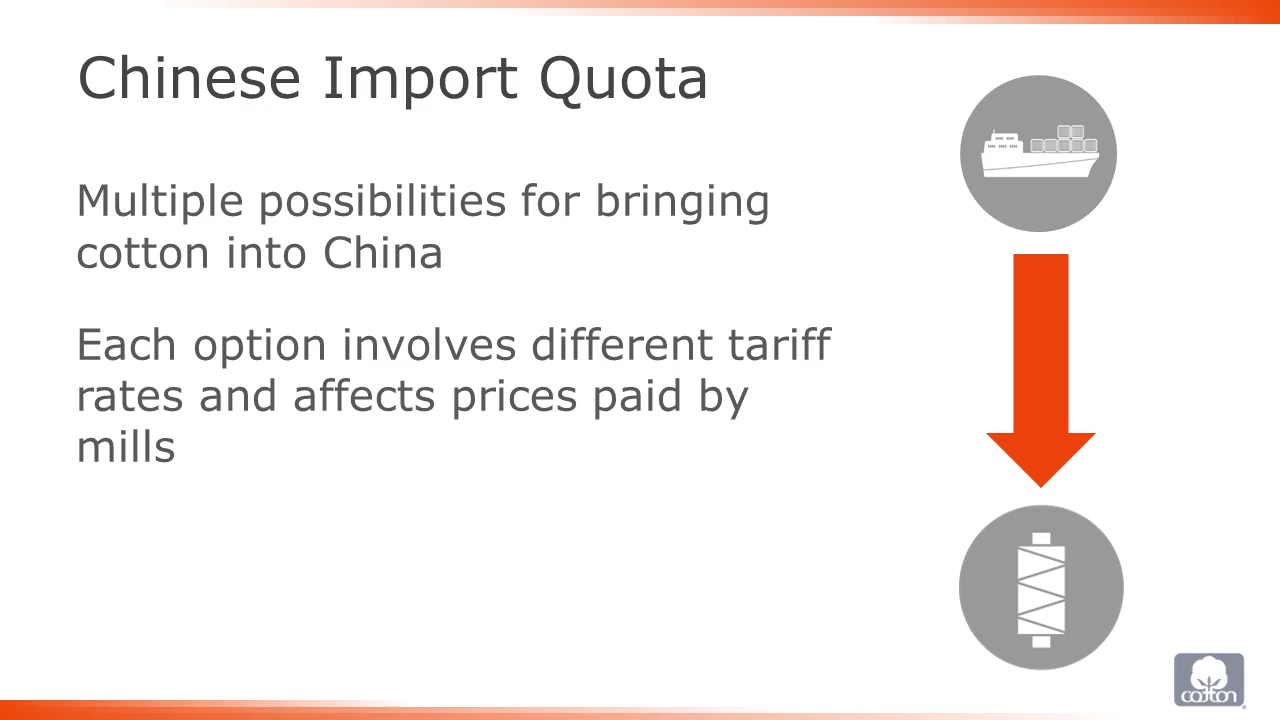 Chinese Import Quota
Multiple possibilities for bringing
cotton into China
Each option involves different tariff
rates and affects prices paid by
mills
cotton